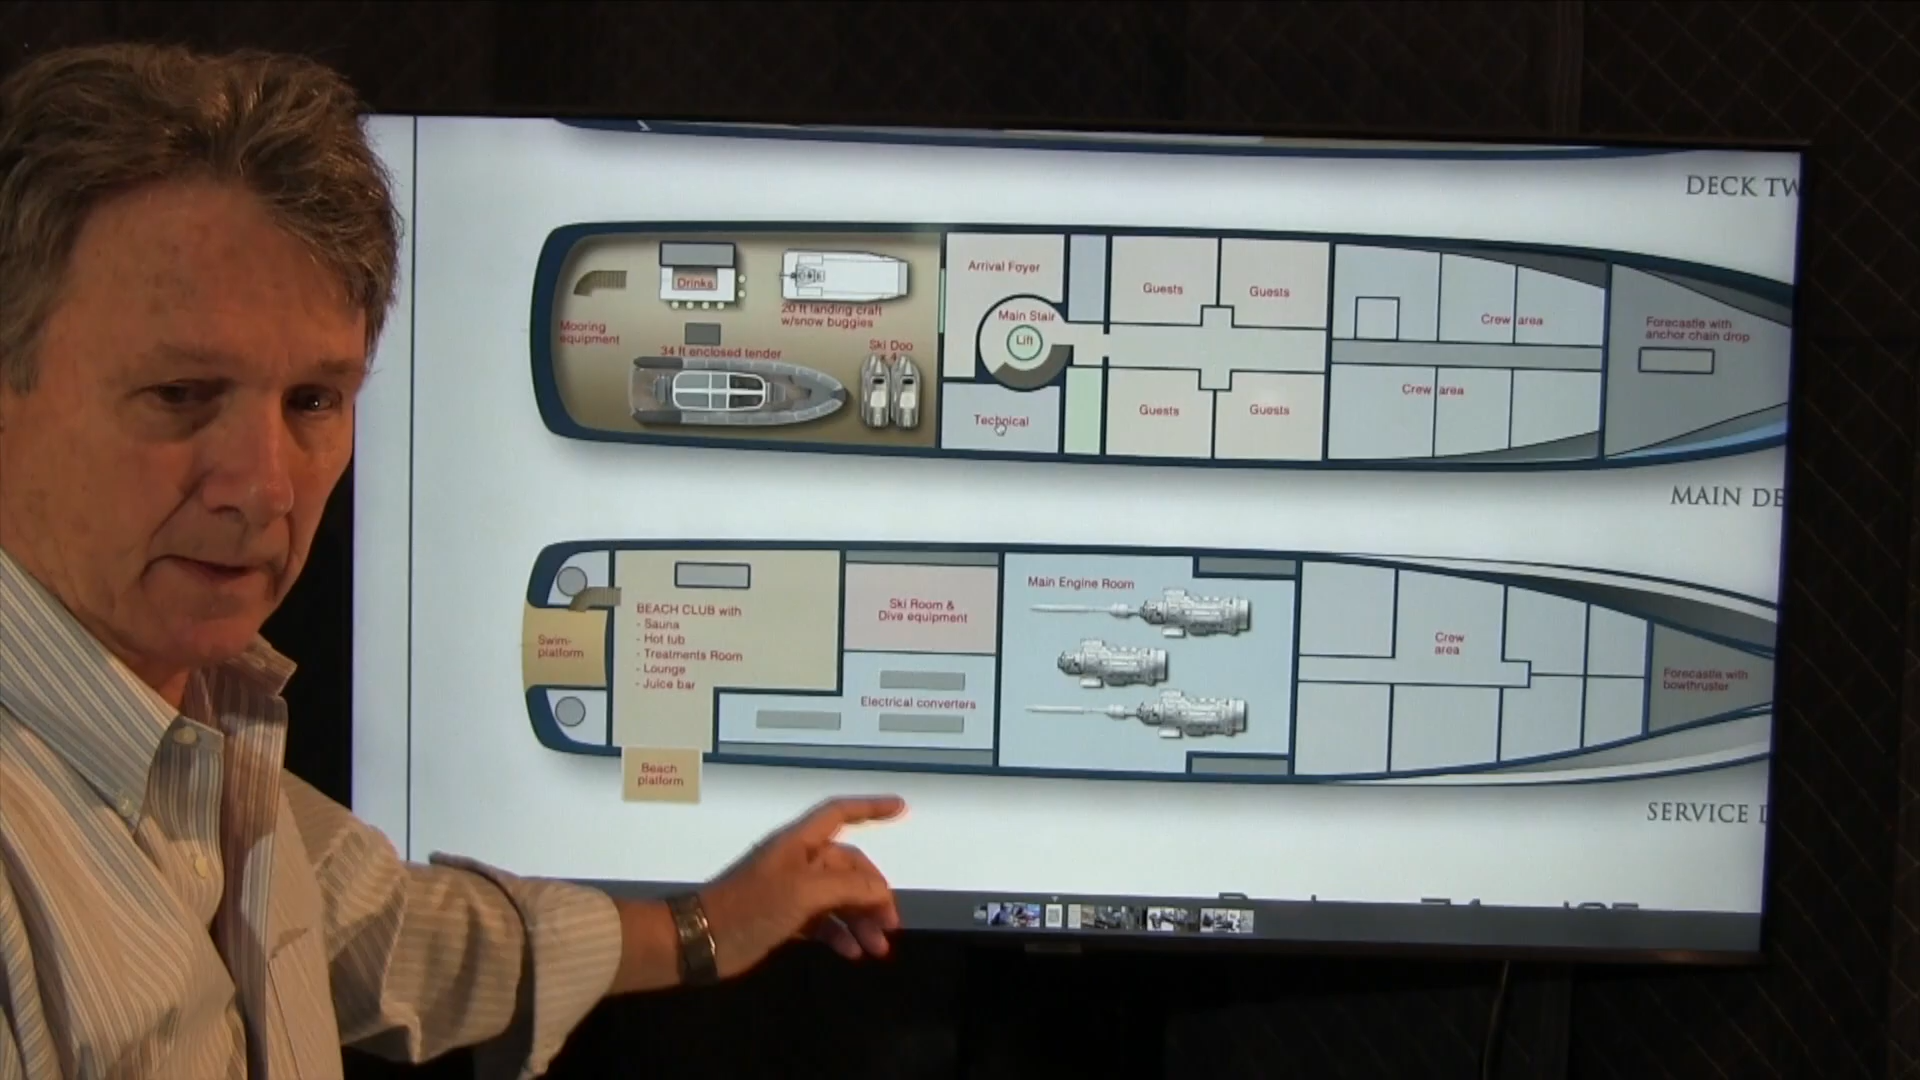 DECK TW
Arrival Foyer
Drinks
Guests
Guests
20 ft landing craft
w/snow buggies
Main Stair
Crew area
Forecastle with
anchor chain drop
Mooring
equipment
Lift
Ski Doo
x 4
34 ft enclosed tender
Crew area
Guests
Guests
Technical
MAIN DE
Main Engine Room
BEACH CLUB with
- Sauna
- Hot tub
- Treatments Room
- Lounge
- Juice bar
Ski Room &
Dive equipment
Swim-
platform
Crew
area
Forecastle with
bowthruster
Electrical converters
Beach
platform
SERVICE D